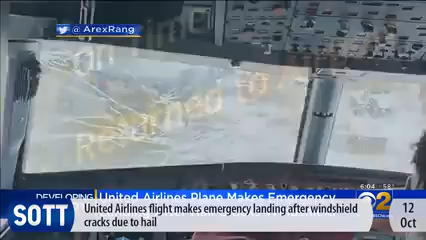 @ArexRang
DEVELOPING United Airlines Plane Makes Emergency
6:04 58
2
SOTT
United Airlines flight makes emergency landing after windshield
cracks due to hail
12
Oct